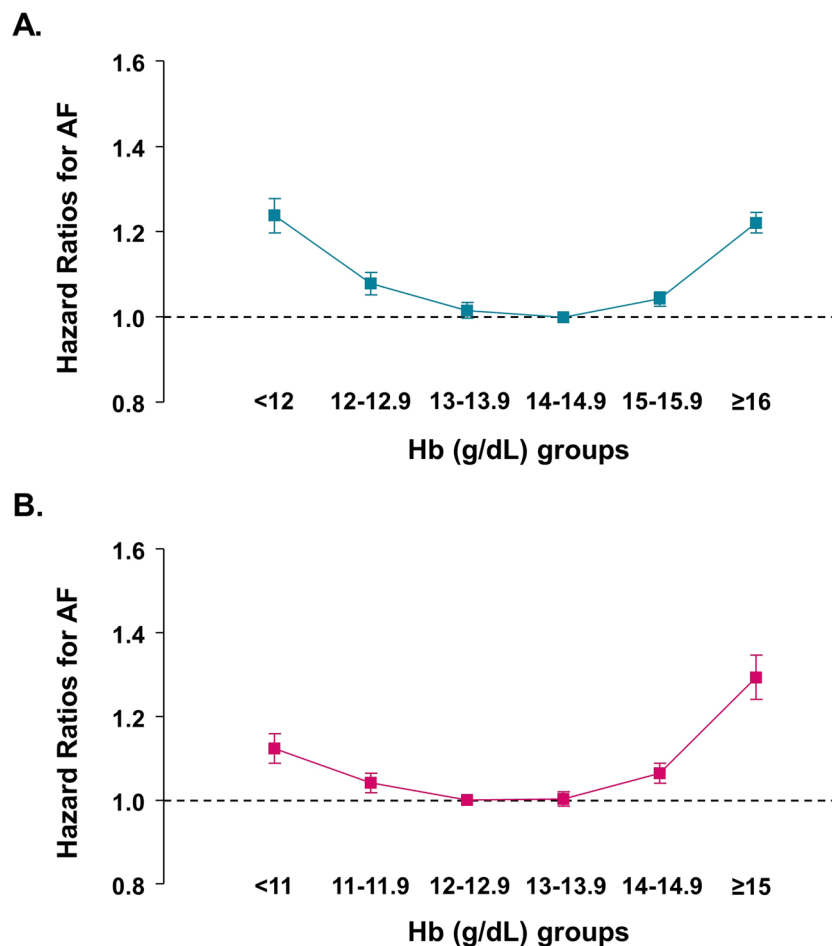 A.
Hazard Ratios for AF
1.6
1.4
1.2
1.0
0.8
<12 12-12.9 13-13.9 14-14.9 15-15.9 ≥16
Hb (g/dL) groups
B.
Hazard Ratios for AF
1.6
1.4
1.2
1.0
0.8
<11 11-11.9 12-12.9 13-13.9 14-14.9 ≥15
Hb (g/dL) groups